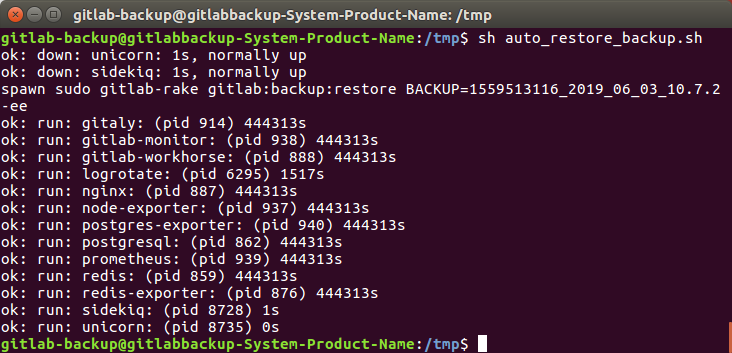 gitlab-backup@gitlabbackup-System-Product-Name: /tmp
gitlab-backup@gitlabbackup-System-Product-Name:/tmp$ sh auto_restore_backup.sh
ok: down: unicorn: 1s, normally up
ok: down: sidekiq: 1s, normally up
spawn sudo gitlab-rake gitlab:backup:restore BACKUP=1559513116_2019_06_03_10.7.2
-ee
ok: run: gitaly: (pid 914) 444313s
ok: run: gitlab-monitor: (pid 938) 444313s
ok: run: gitlab-workhorse: (pid 888) 444313s
ok: run: logrotate: (pid 6295) 1517s
ok: run: nginx: (pid 887) 444313s
ok: run: node-exporter: (pid 937) 444313s
ok: run: postgres-exporter: (pid 940) 444313s
ok: run: postgresql: (pid 862) 444313s
ok: run: prometheus: (pid 939) 444313s
ok: run: redis: (pid 859) 444313s
ok: run: redis-exporter: (pid 876) 444313s
ok: run: sidekiq: (pid 8728) 1s
ok: run: unicorn: (pid 8735) 0s
gitlab-backup@gitlabbackup-System-Product-Name:/tmp$